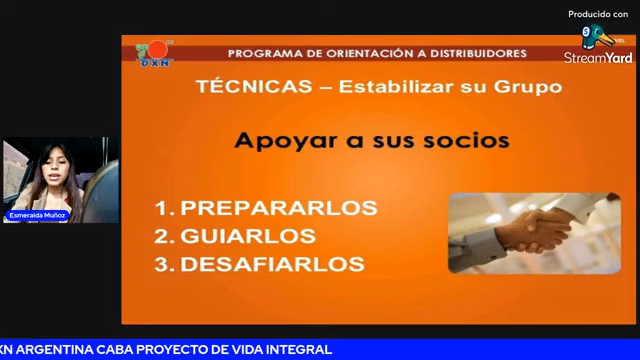 Producido con
StreamYard
DXN
PROGRAMA DE ORIENTACIÓN A DISTRIBUIDORES
TÉCNICAS – Estabilizar su Grupo
Apoyar a sus socios
1. PREPARARLOS
2. GUIARLOS
3. DESAFIARLOS
Esmeralda Muñoz
XN ARGENTINA CABA PROYECTO DE VIDA INTEGRAL